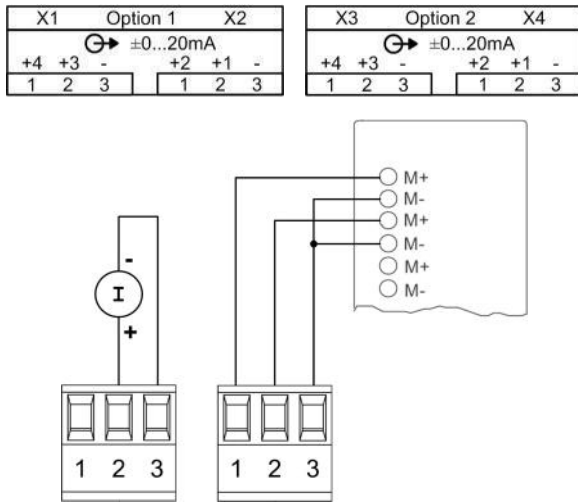 X1 Option 1 X2
±0...20mA
+4 +3 - +2 +1 -
1 2 3 1 2 3
X3 Option 2 X4
±0...20mA
+4 +3 - +2 +1 -
1 2 3 1 2 3
M+
M-
M+
M-
M+
M-
-
I
+
1 2 3
1 2 3